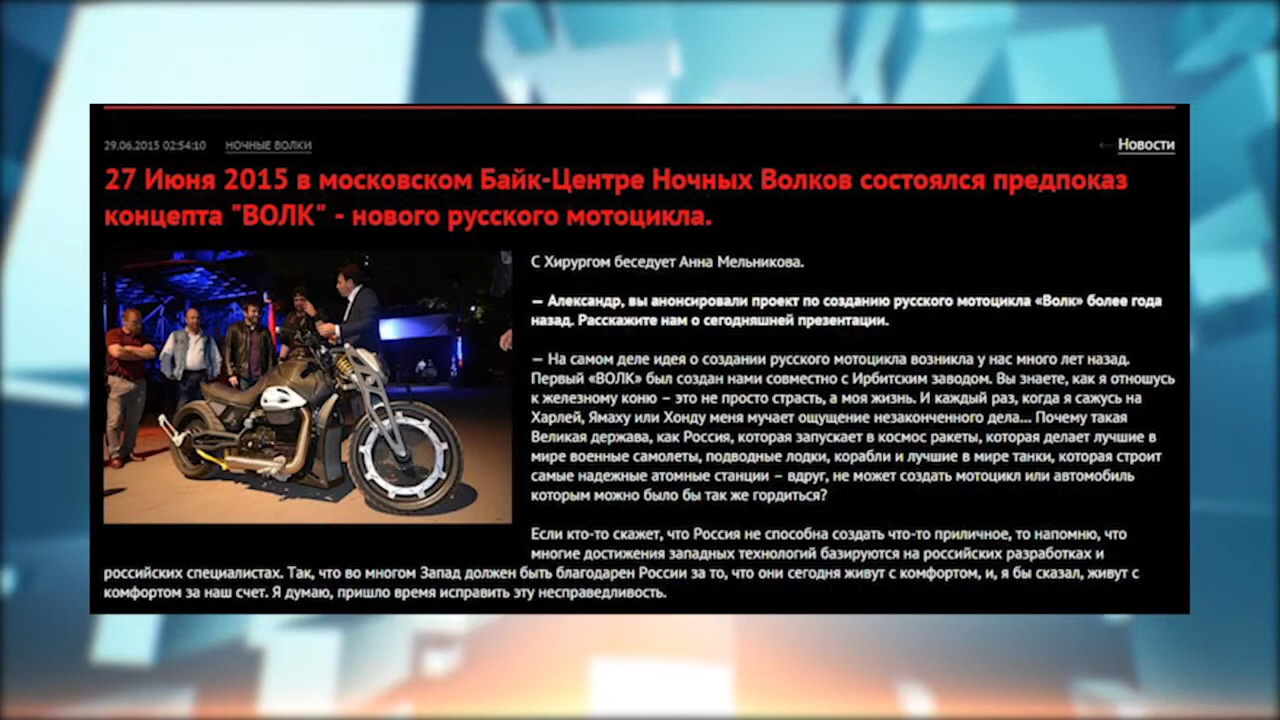 29.06.2015 02:54:10 НОЧНЫЕ ВОЛКИ
← Новости
27 Июня 2015 в московском Байк-Центре Ночных Волков состоялся предпоказ
концепта "ВОЛК" - нового русского мотоцикла.
С Хирургом беседует Анна Мельникова.
— Александр, вы анонсировали проект по созданию русского мотоцикла «Волк» более года
назад. Расскажите нам о сегодняшней презентации.
— На самом деле идея о создании русского мотоцикла возникла у нас много лет назад.
Первый «ВОЛК» был создан нами совместно с Ирбитским заводом. Вы знаете, как я отношусь
к железному коню – это не просто страсть, а моя жизнь. И каждый раз, когда я сажусь на
Харлей, Ямаху или Хонду меня мучает ощущение незаконченного дела... Почему такая
Великая держава, как Россия, которая запускает в космос ракеты, которая делает лучшие в
мире военные самолеты, подводные лодки, корабли и лучшие в мире танки, которая строит
самые надежные атомные станции – вдруг, не может создать мотоцикл или автомобиль
которым можно было бы так же гордиться?
Если кто-то скажет, что Россия не способна создать что-то приличное, то напомню, что
многие достижения западных технологий базируются на российских разработках и
российских специалистах. Так, что во многом Запад должен быть благодарен России за то, что они сегодня живут с комфортом, и, я бы сказал, живут с
комфортом за наш счет. Я думаю, пришло время исправить эту несправедливость.